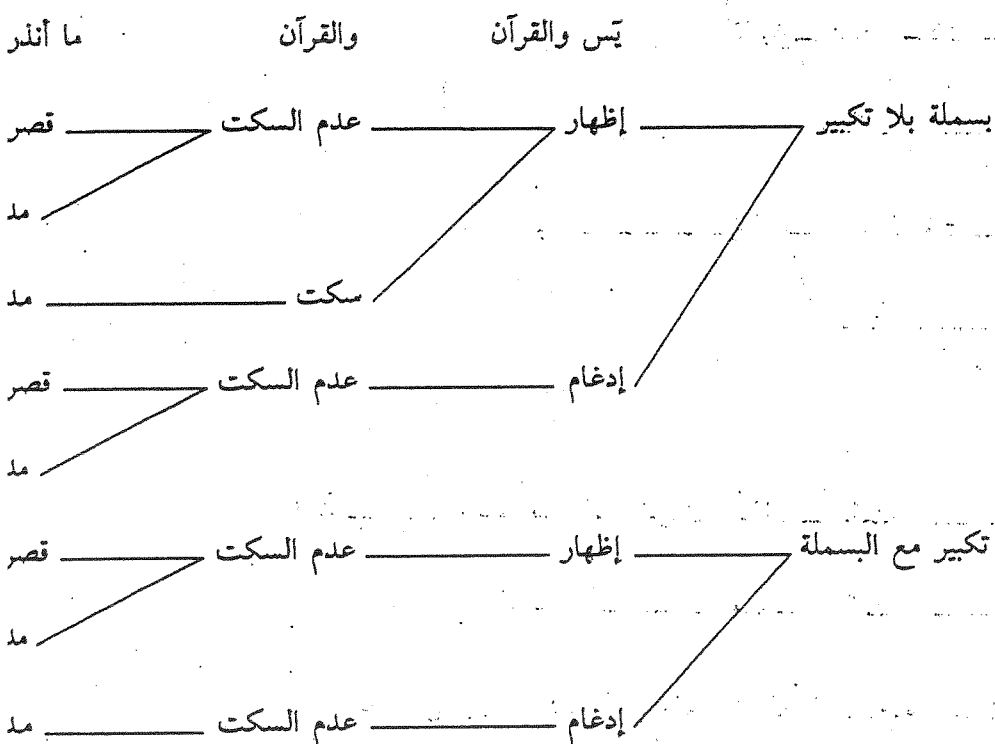 يٓس والقرآن والقرآن ما أنذر
بسملة بلا تكبير إظهار عدم السكت قصر
مد
سكت مد
إدغام عدم السكت قصر
مد
تكبير مع البسملة إظهار عدم السكت قصر
مد
إدغام عدم السكت مد